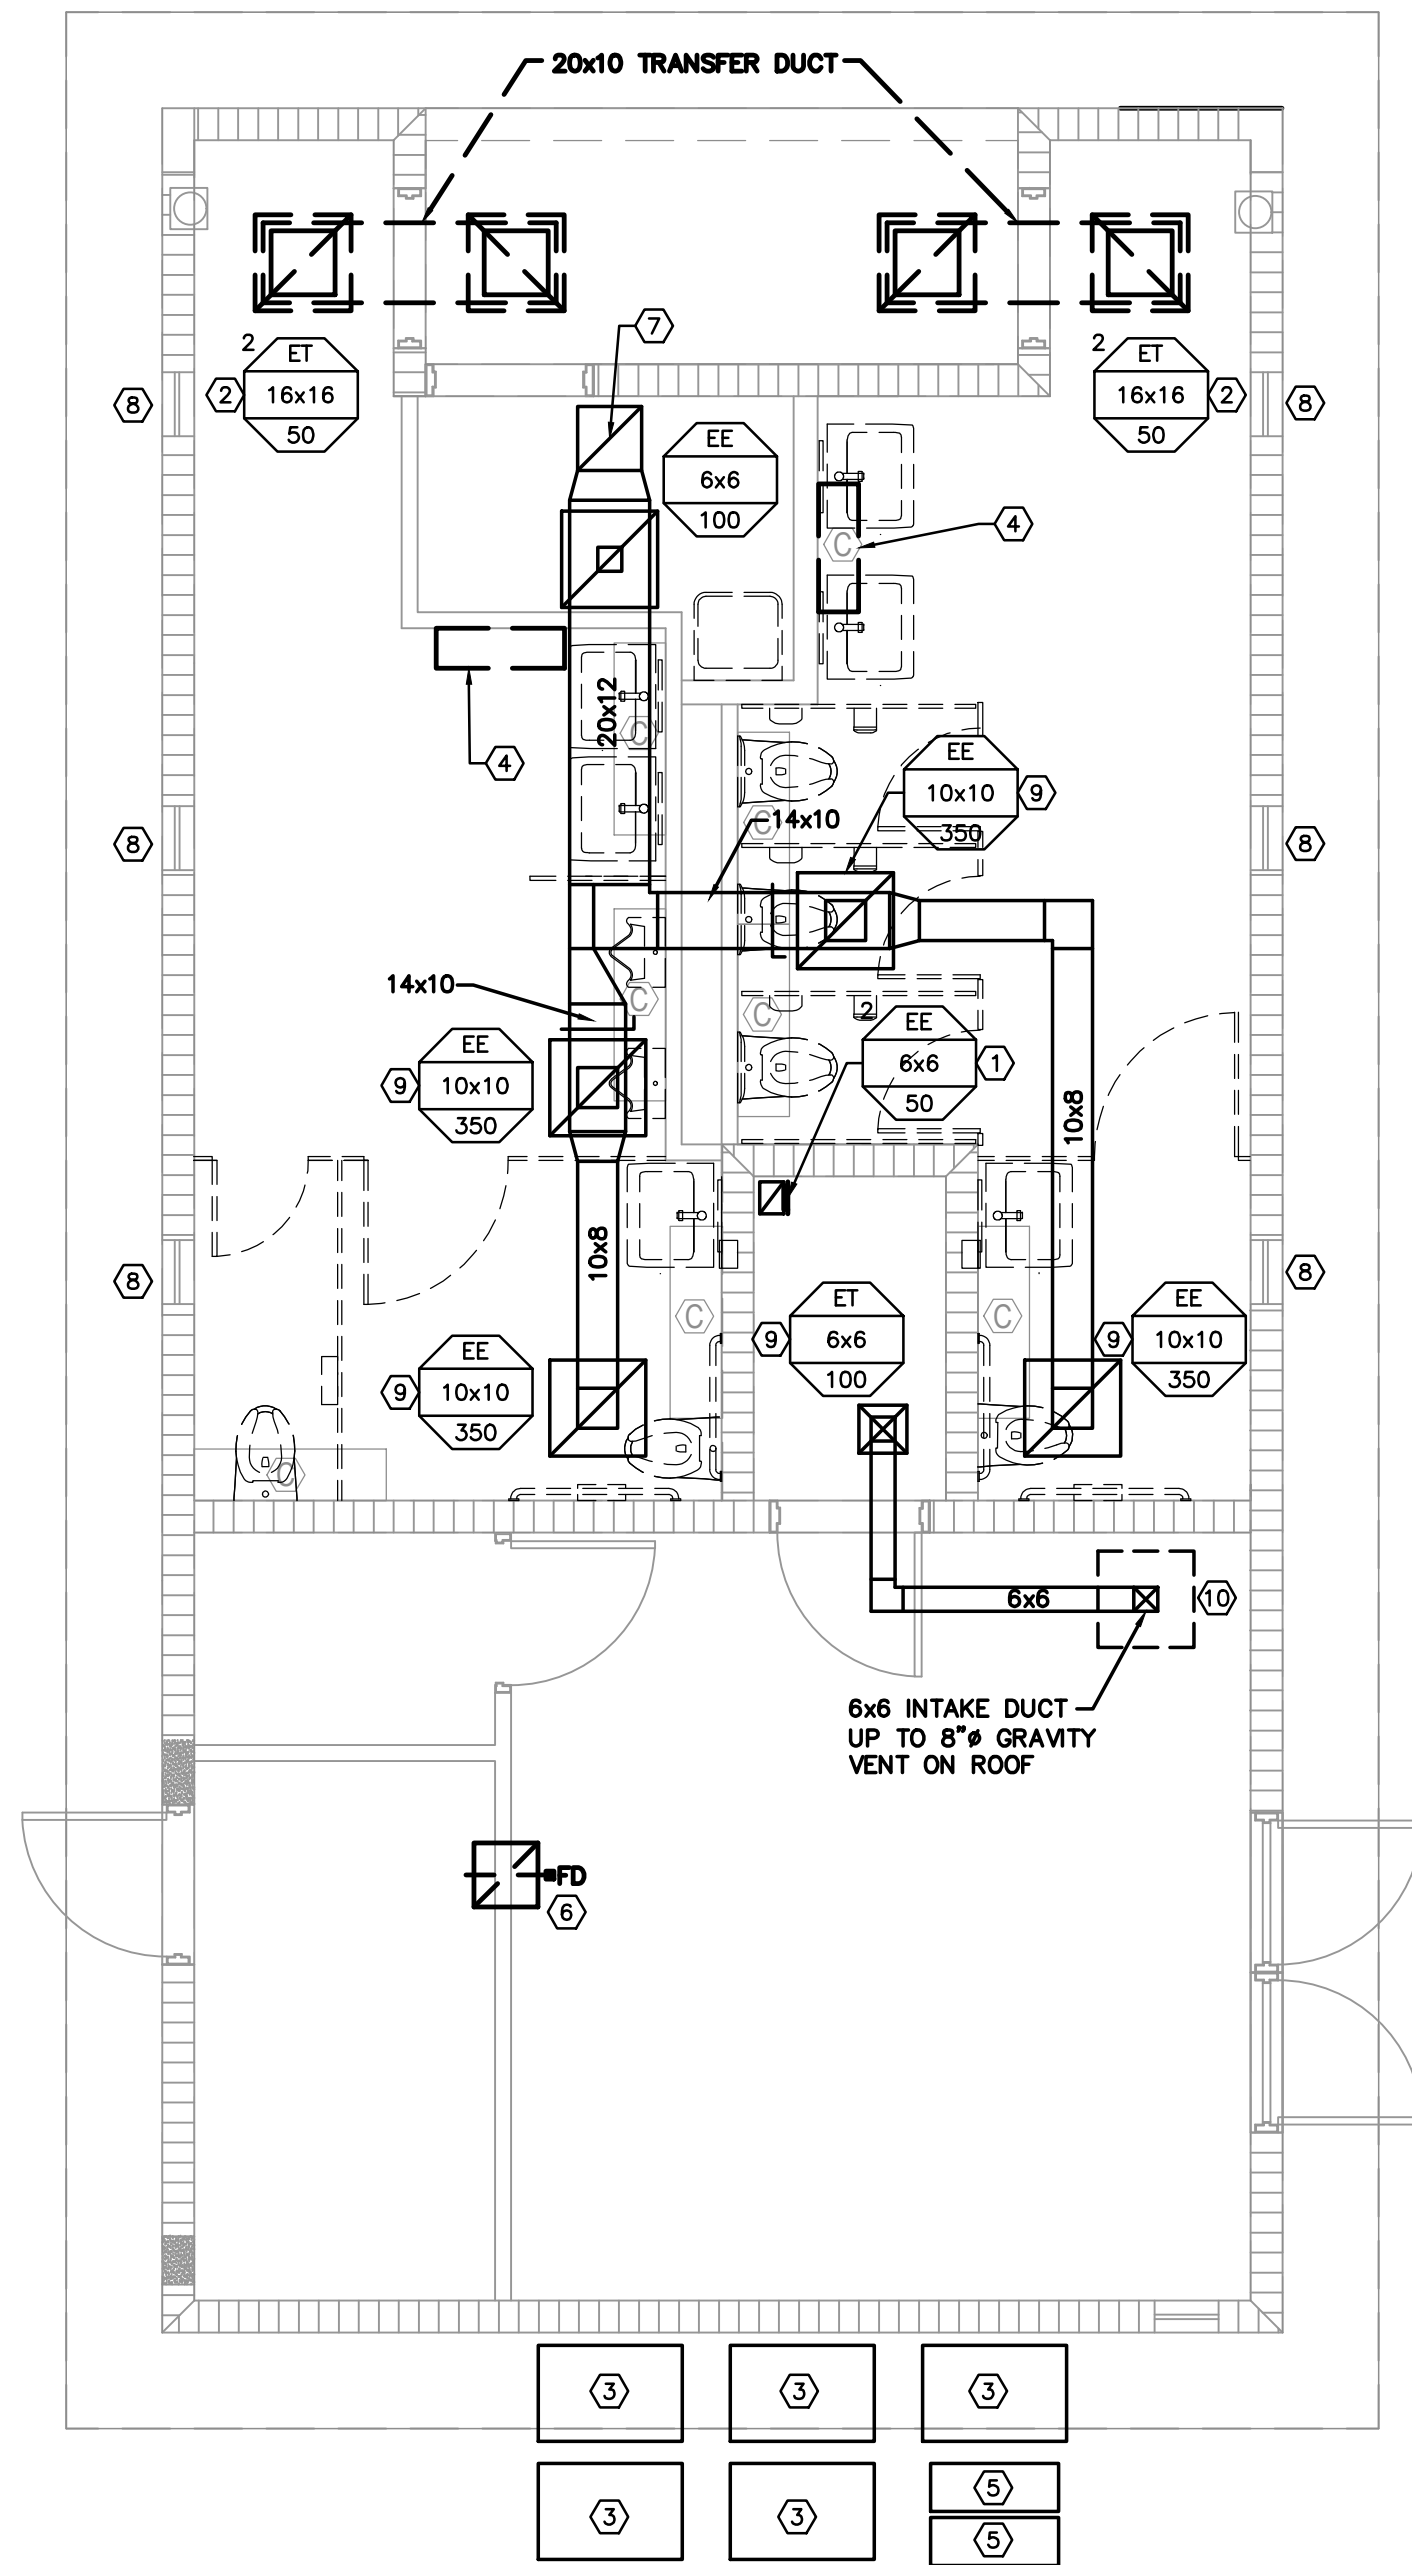 20x10 TRANSFER DUCT
7
2
ET
16x16
50
2
8
2
ET
16x16
50
2
8
EE
6x6
100
4
C
20x12
C
4
EE
10x10
350
9
C
14x10
8
8
14x10
C
C
2
EE
6x6
50
1
9
EE
10x10
350
10x8
10x8
8
8
C
C
ET
6x6
100
9
EE
10x10
350
9
9
EE
10x10
350
C
6x6
10
6x6 INTAKE DUCT
UP TO 8"ø GRAVITY
VENT ON ROOF
FD
6
3
3
3
3
3
5
5